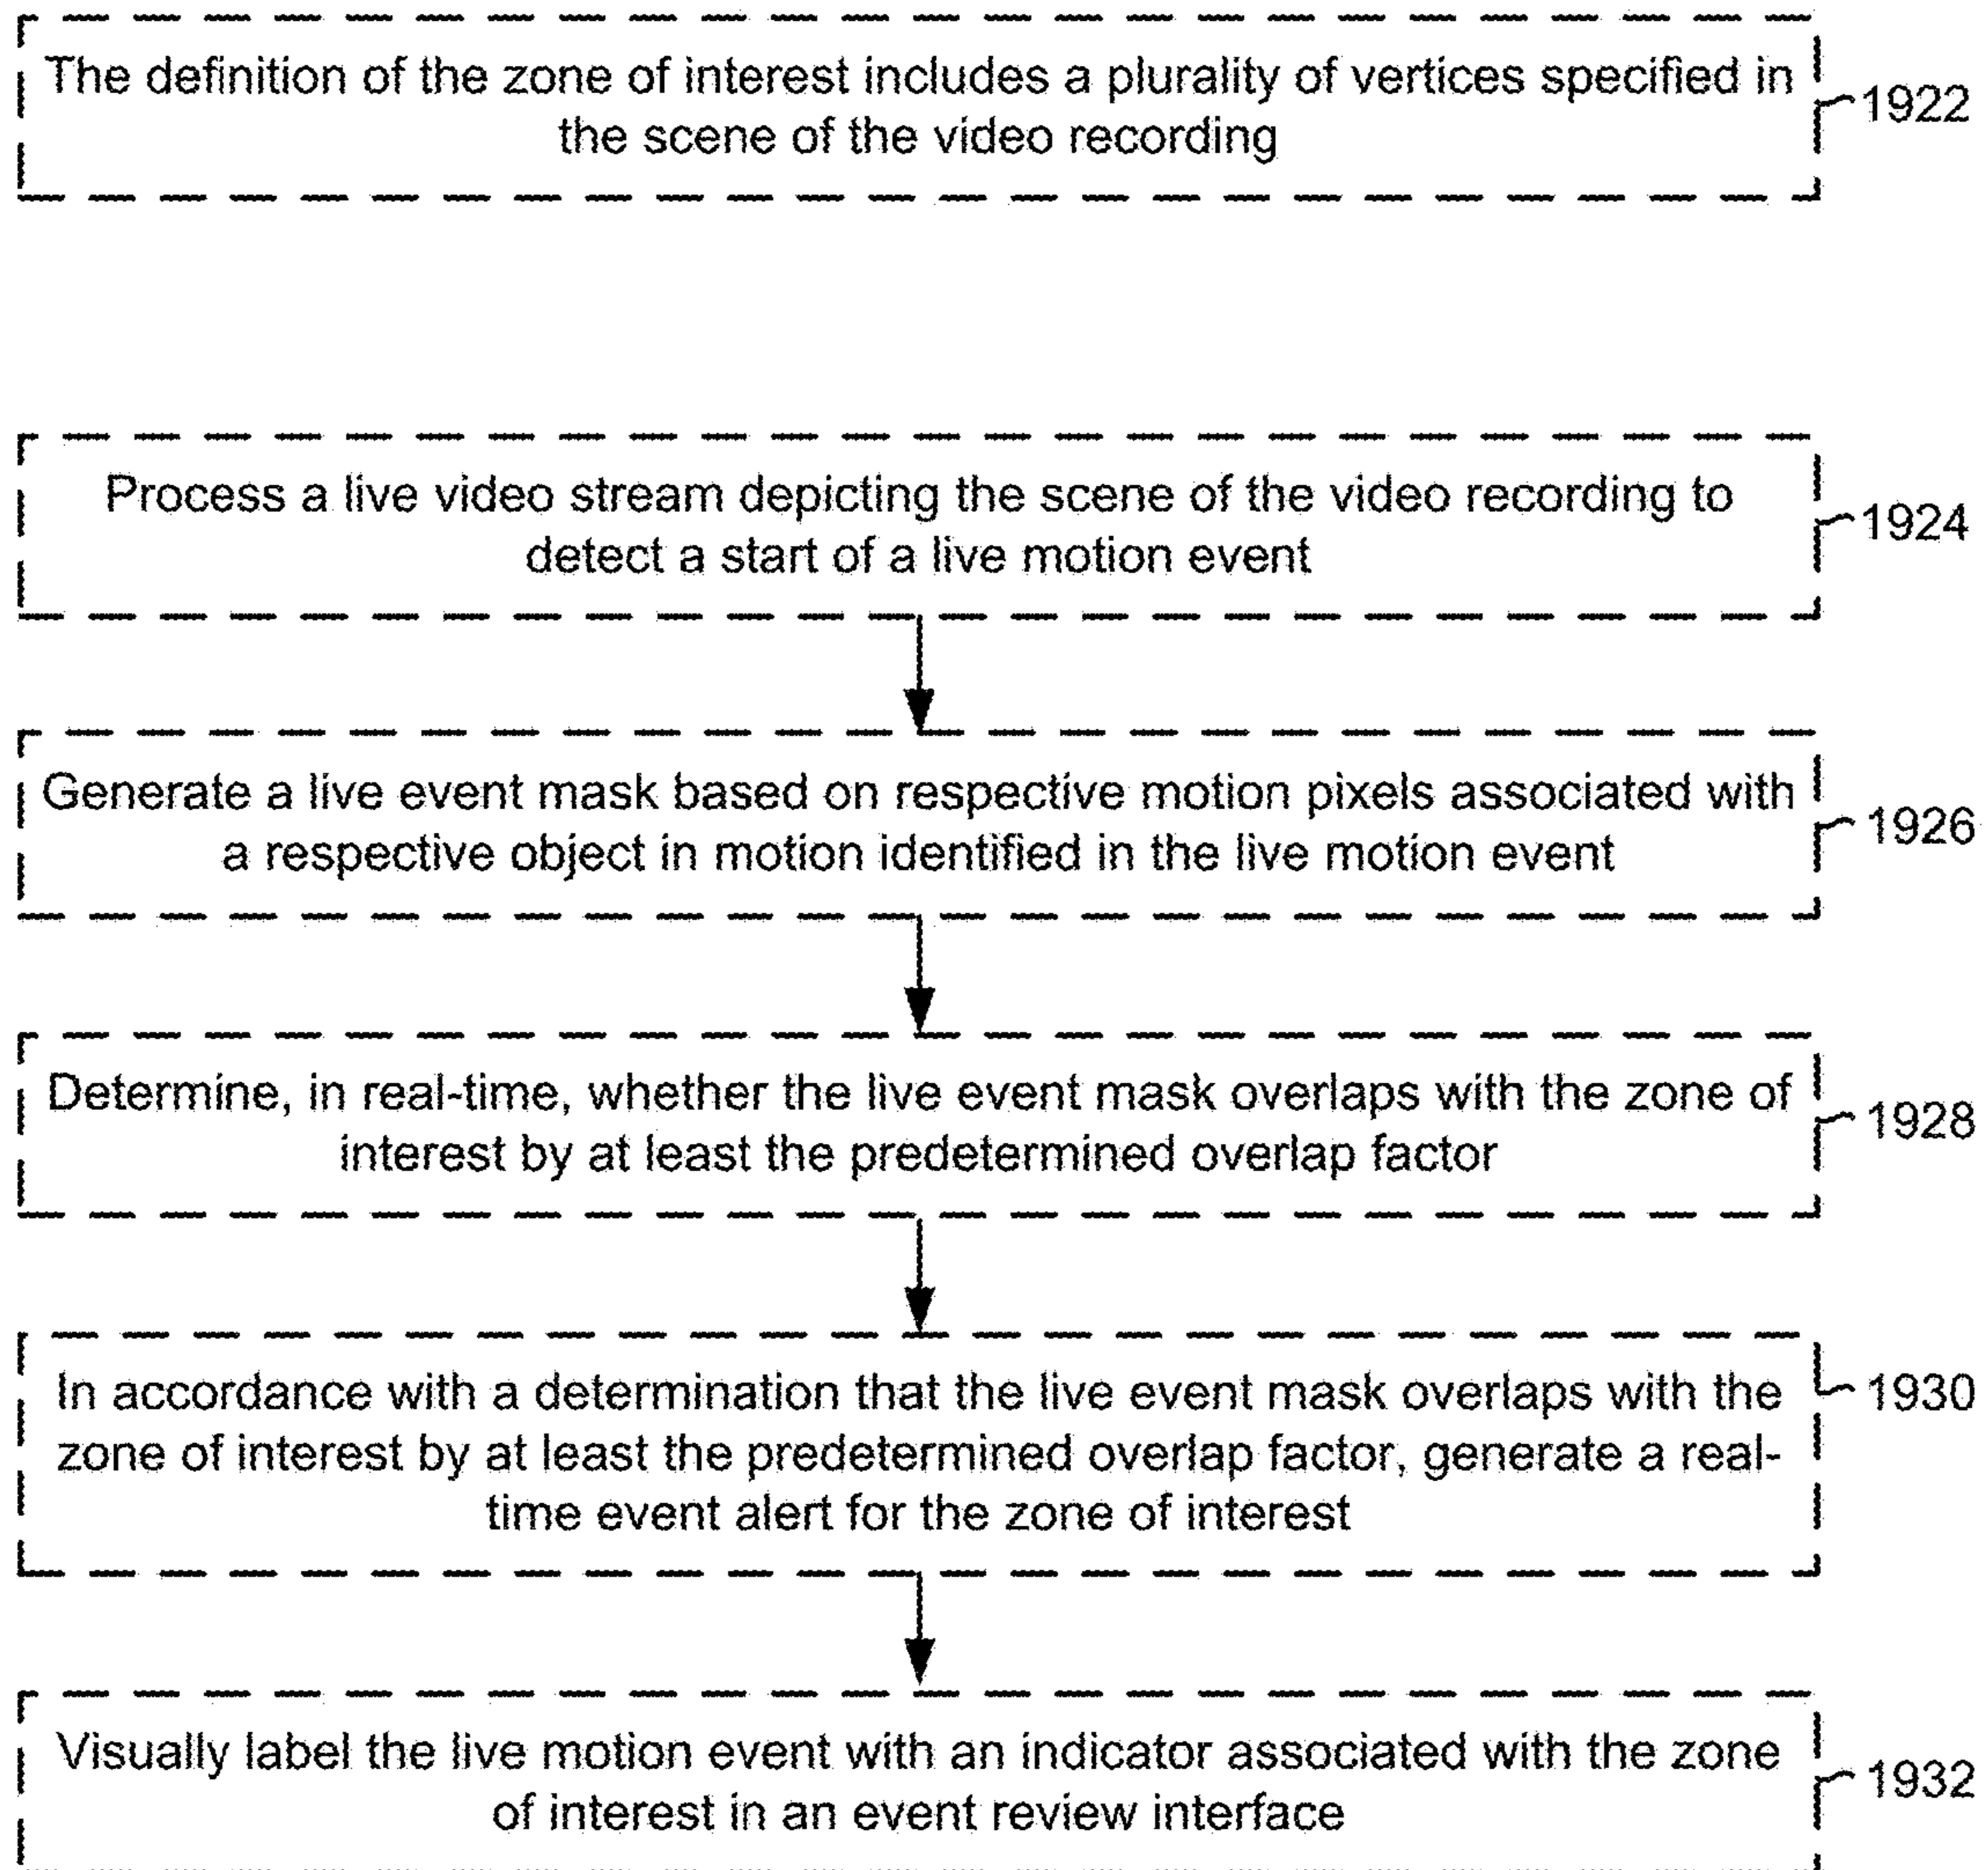 The definition of the zone of interest includes a plurality of vertices specified in
the scene of the video recording
1922
Process a live video stream depicting the scene of the video recording to
detect a start of a live motion event
1924
Generate a live event mask based on respective motion pixels associated with
a respective object in motion identified in the live motion event
1926
Determine, in real-time, whether the live event mask overlaps with the zone of
interest by at least the predetermined overlap factor
1928
In accordance with a determination that the live event mask overlaps with the
zone of interest by at least the predetermined overlap factor, generate a real-
time event alert for the zone of interest
1930
Visually label the live motion event with an indicator associated with the zone
of interest in an event review interface
1932